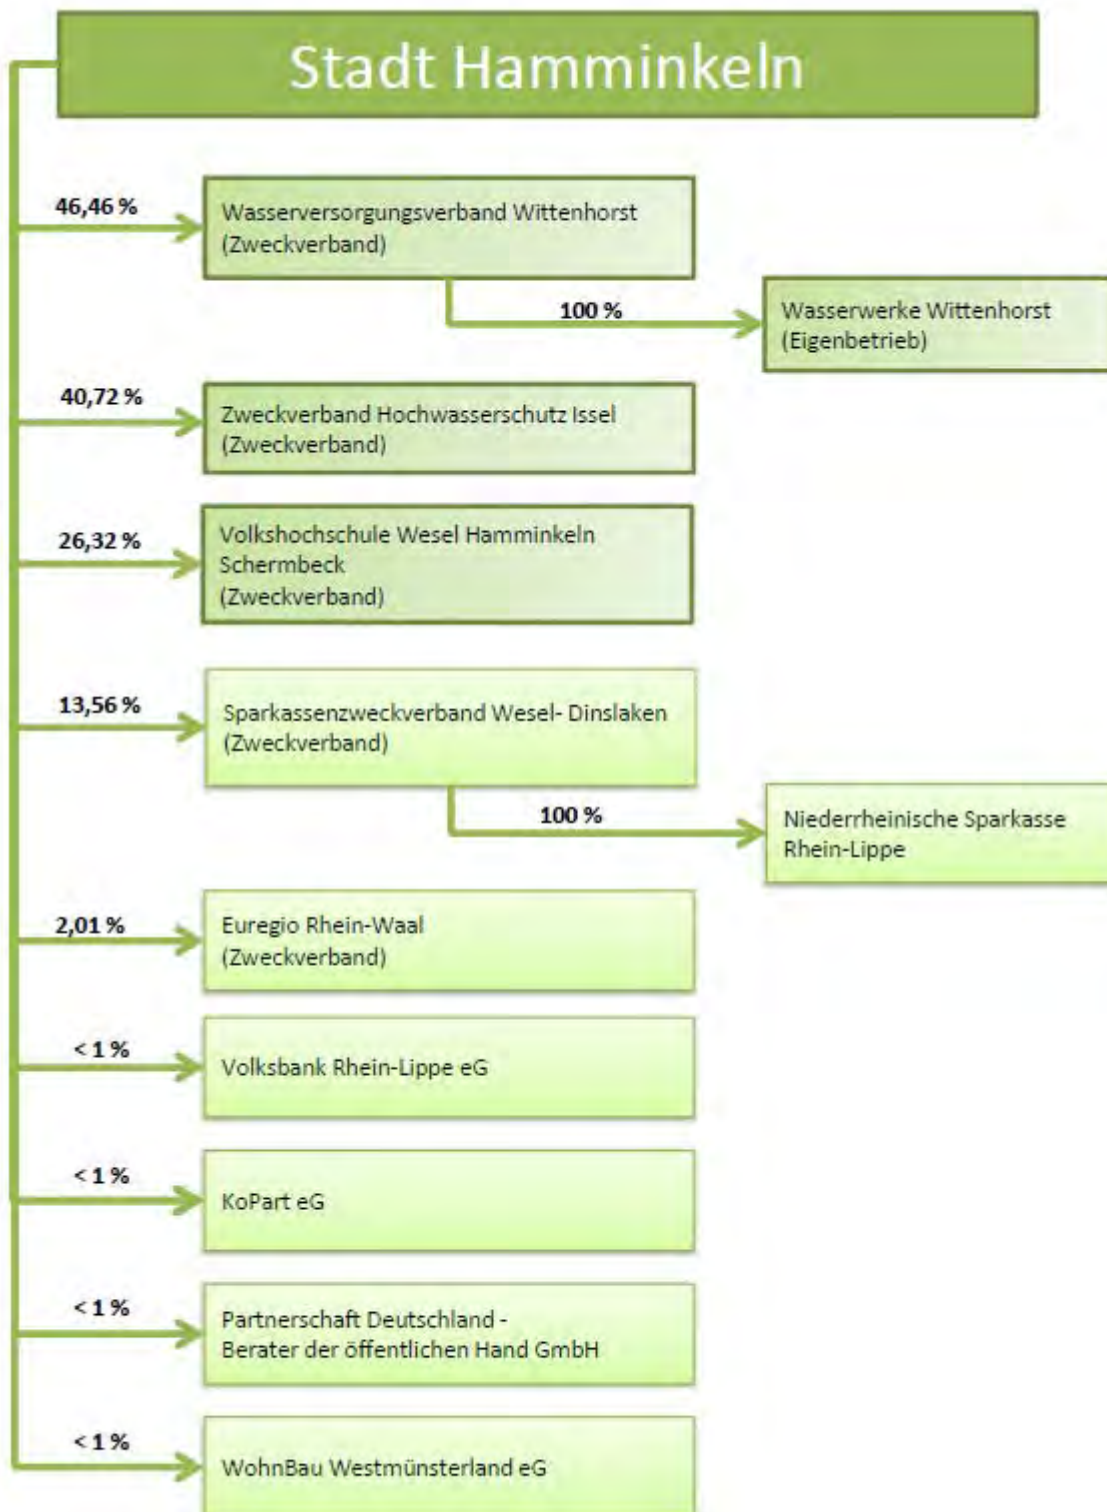 Stadt Hamminkeln
46,46 %
Wasserversorgungsverband Wittenhorst
(Zweckverband)
100 %
Wasserwerke Wittenhorst
(Eigenbetrieb)
40,72 %
Zweckverband Hochwasserschutz Issel
(Zweckverband)
26,32 %
Volkshochschule Wesel Hamminkeln
Schermbeck
(Zweckverband)
13,56 %
Sparkassenzweckverband Wesel- Dinslaken
(Zweckverband)
100 %
Niederrheinische Sparkasse
Rhein-Lippe
2,01 %
Euregio Rhein-Waal
(Zweckverband)
< 1 %
Volksbank Rhein-Lippe eG
< 1 %
KoPart eG
< 1 %
Partnerschaft Deutschland -
Berater der öffentlichen Hand GmbH
< 1 %
WohnBau Westmünsterland eG